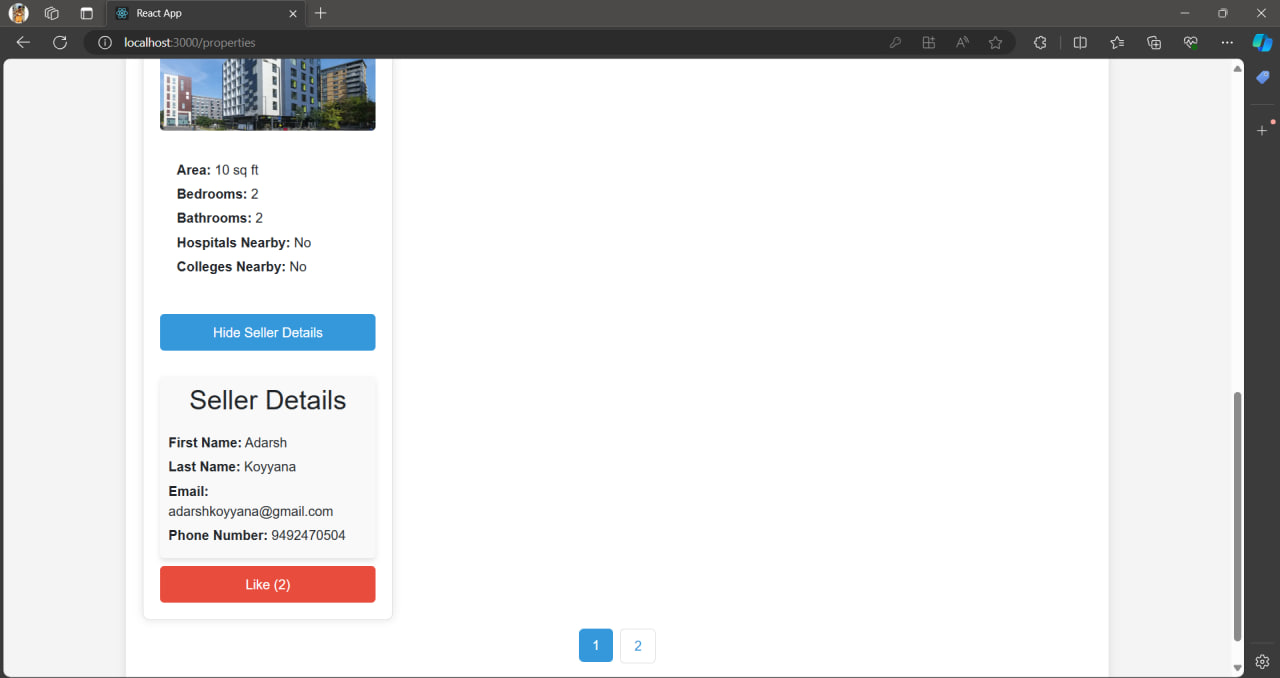 React App
localhost:3000/properties
Area: 10 sq ft
Bedrooms: 2
Bathrooms: 2
Hospitals Nearby: No
Colleges Nearby: No
Hide Seller Details
Seller Details
First Name: Adarsh
Last Name: Koyyana
Email:
adarshkoyyana@gmail.com
Phone Number: 9492470504
Like (2)
1 2